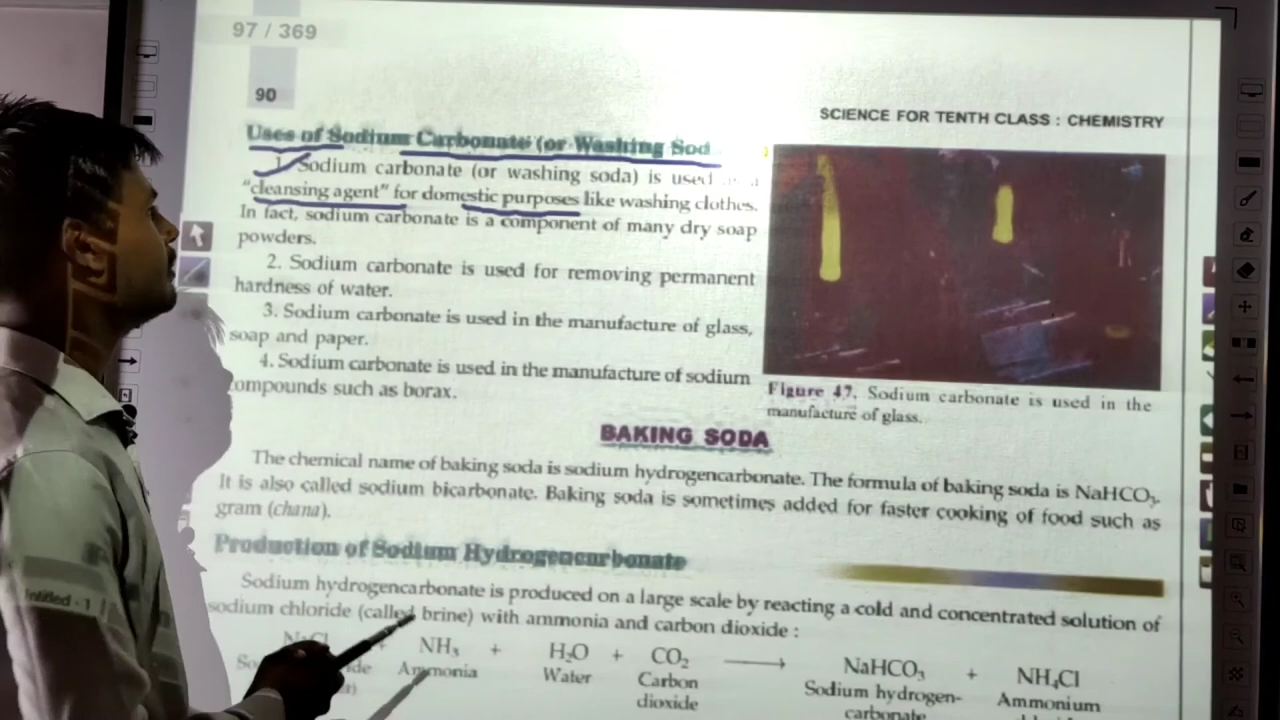 97 / 369
90
SCIENCE FOR TENTH CLASS : CHEMISTRY
Uses of Sodium Carbonate (or Washing Sod
1. Sodium carbonate (or washing soda) is used
"cleansing agent" for domestic purposes like washing clothes.
In fact, sodium carbonate is a component of many dry soap
powders.
2. Sodium carbonate is used for removing permanent
hardness of water.
3. Sodium carbonate is used in the manufacture of glass,
soap and paper.
4. Sodium carbonate is used in the manufacture of sodium
ompounds such as borax.
Figure 47. Sodium carbonate is used in the
manufacture of glass.
BAKING SODA
The chemical name of baking soda is sodium hydrogencarbonate. The formula of baking soda is NaHCO₃.
It is also called sodium bicarbonate. Baking soda is sometimes added for faster cooking of food such as
gram (chana).
Production of Sodium Hydrogencarbonate
Sodium hydrogencarbonate is produced on a large scale by reacting a cold and concentrated solution of
sodium chloride (called brine) with ammonia and carbon dioxide :
NaCl + NH₃ + H₂O + CO₂ ⟶ NaHCO₃ + NH₄Cl
Ammonia Water Carbon Sodium hydrogen- Ammonium
dioxide carbonate
Untitled - 1